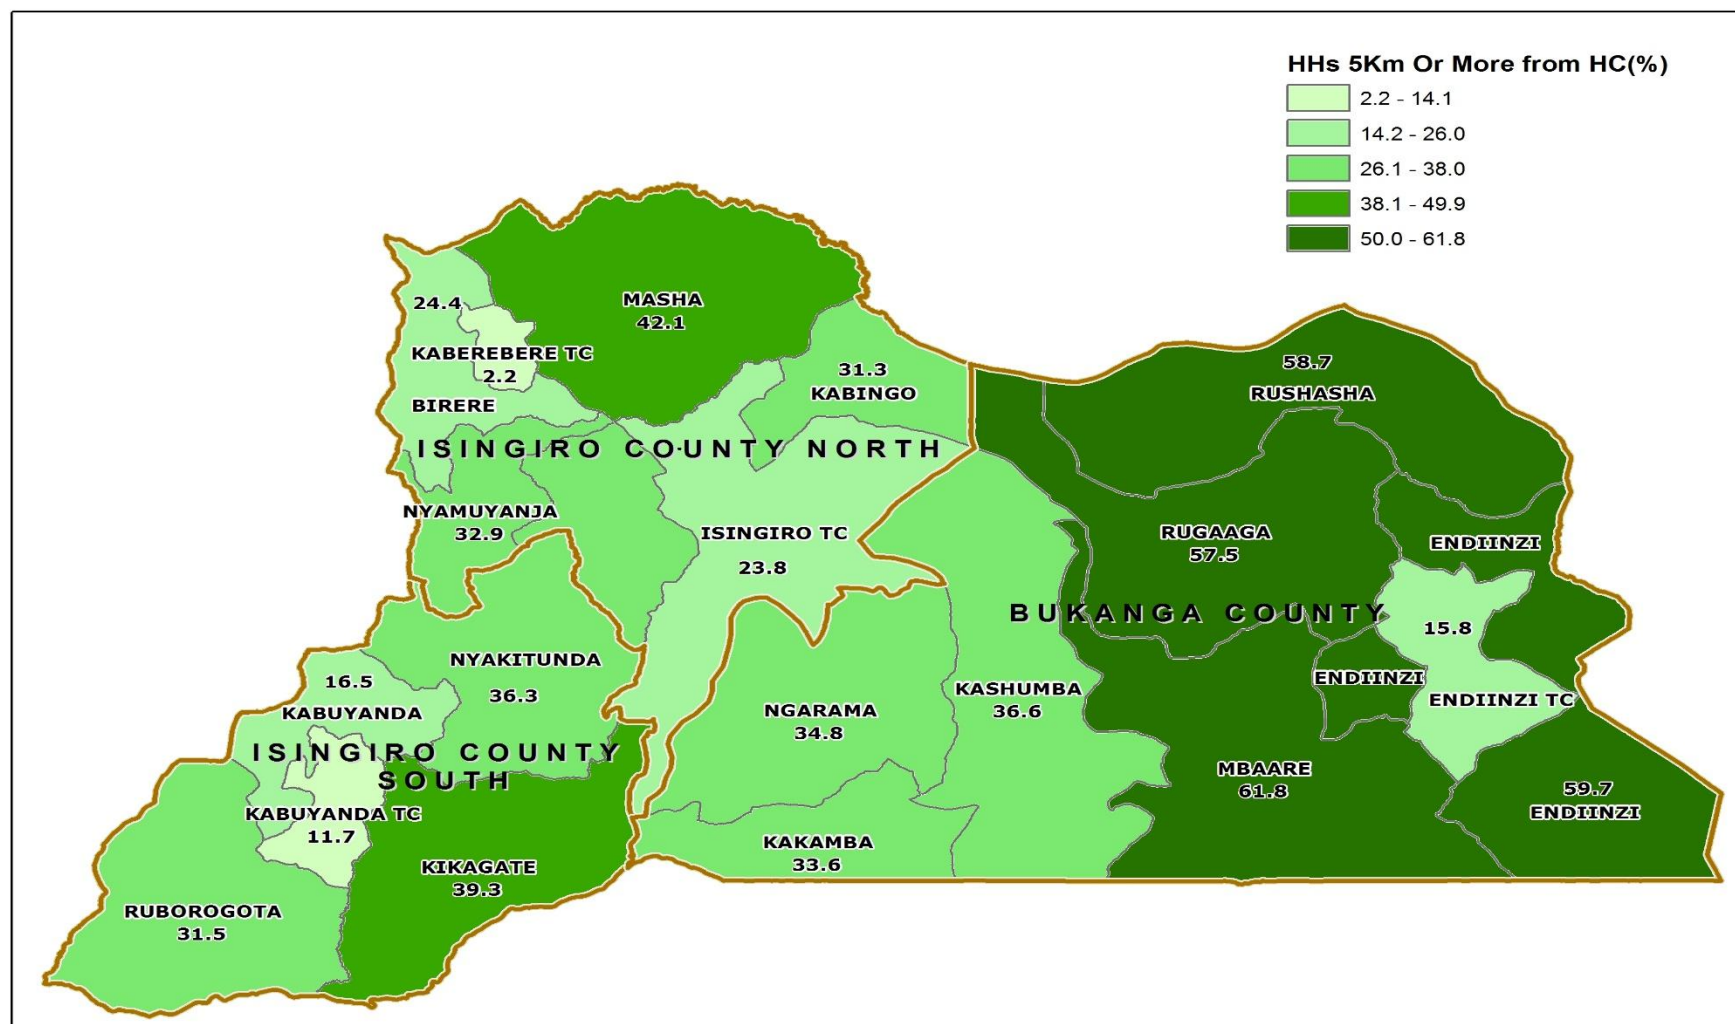 HHs 5Km Or More from HC(%)
2.2 - 14.1
14.2 - 26.0
26.1 - 38.0
38.1 - 49.9
50.0 - 61.8
MASHA
42.1
24.4
KABEREBERE TC
2.2
BIRERE
31.3
KABINGO
58.7
RUSHASHA
ISINGIRO COUNTY NORTH
NYAMUYANJA
32.9
ISINGIRO TC
23.8
RUGAAGA
57.5
ENDIINZI
BUKANGA COUNTY
15.8
NYAKITUNDA
36.3
16.5
KABUYANDA
ISINGIRO COUNTY
SOUTH
KASHUMBA
36.6
ENDIINZI
ENDIINZI TC
NGARAMA
34.8
MBAARE
61.8
59.7
ENDIINZI
KABUYANDA TC
11.7
KAKAMBA
33.6
KIKAGATE
39.3
RUBOROGOTA
31.5